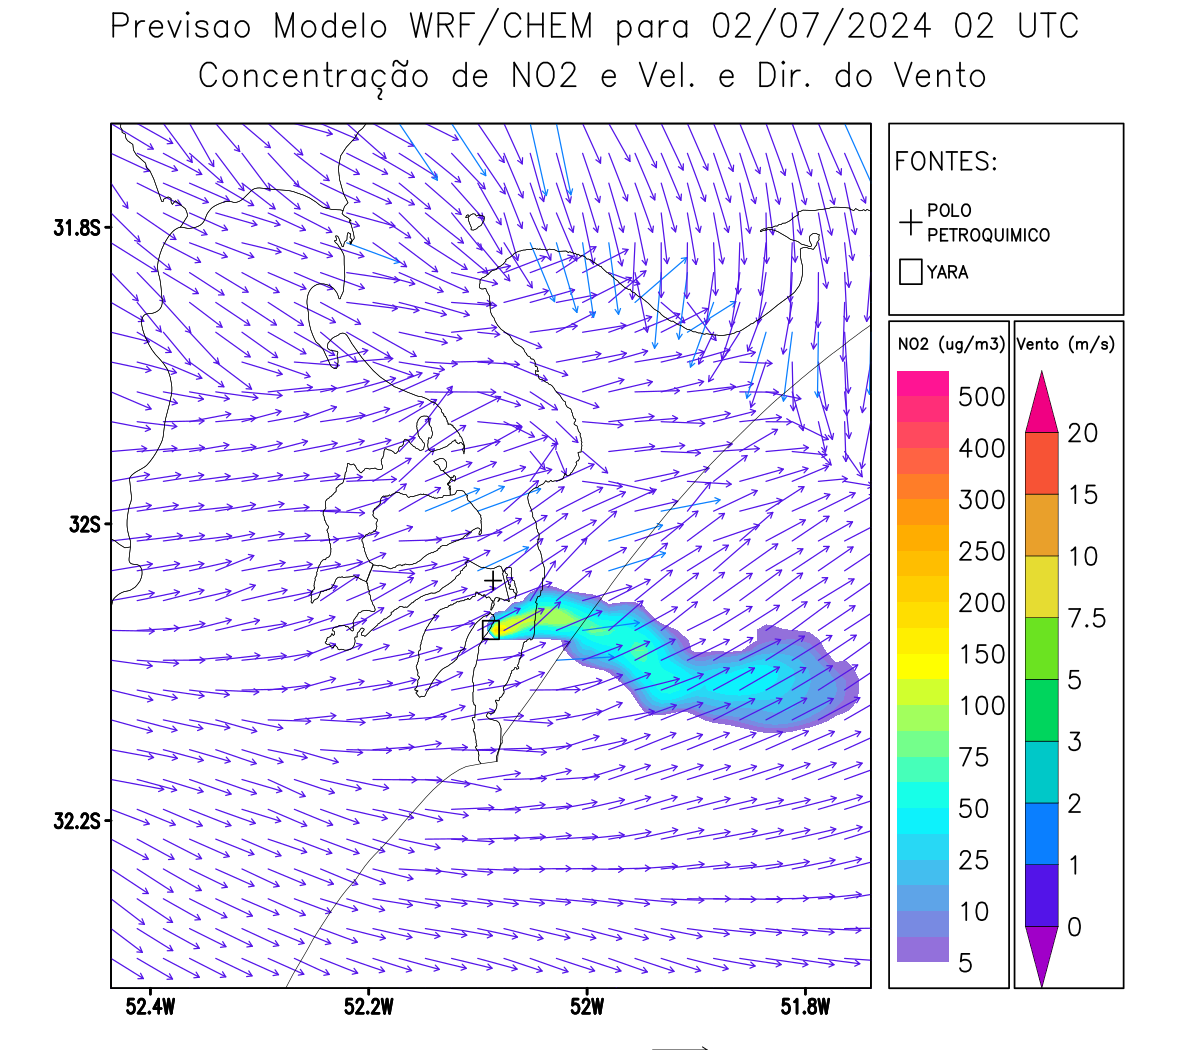 Previsao Modelo WRF/CHEM para 02/07/2024 02 UTC
Concentração de NO2 e Vel. e Dir. do Vento
FONTES:
POLO
PETROQUIMICO
YARA
31.8S
32S
32.2S
52.4W
52.2W
52W
51.8W
NO2 (ug/m3)
500
400
300
250
200
150
100
75
50
25
10
5
Vento (m/s)
20
15
10
7.5
5
3
2
1
0